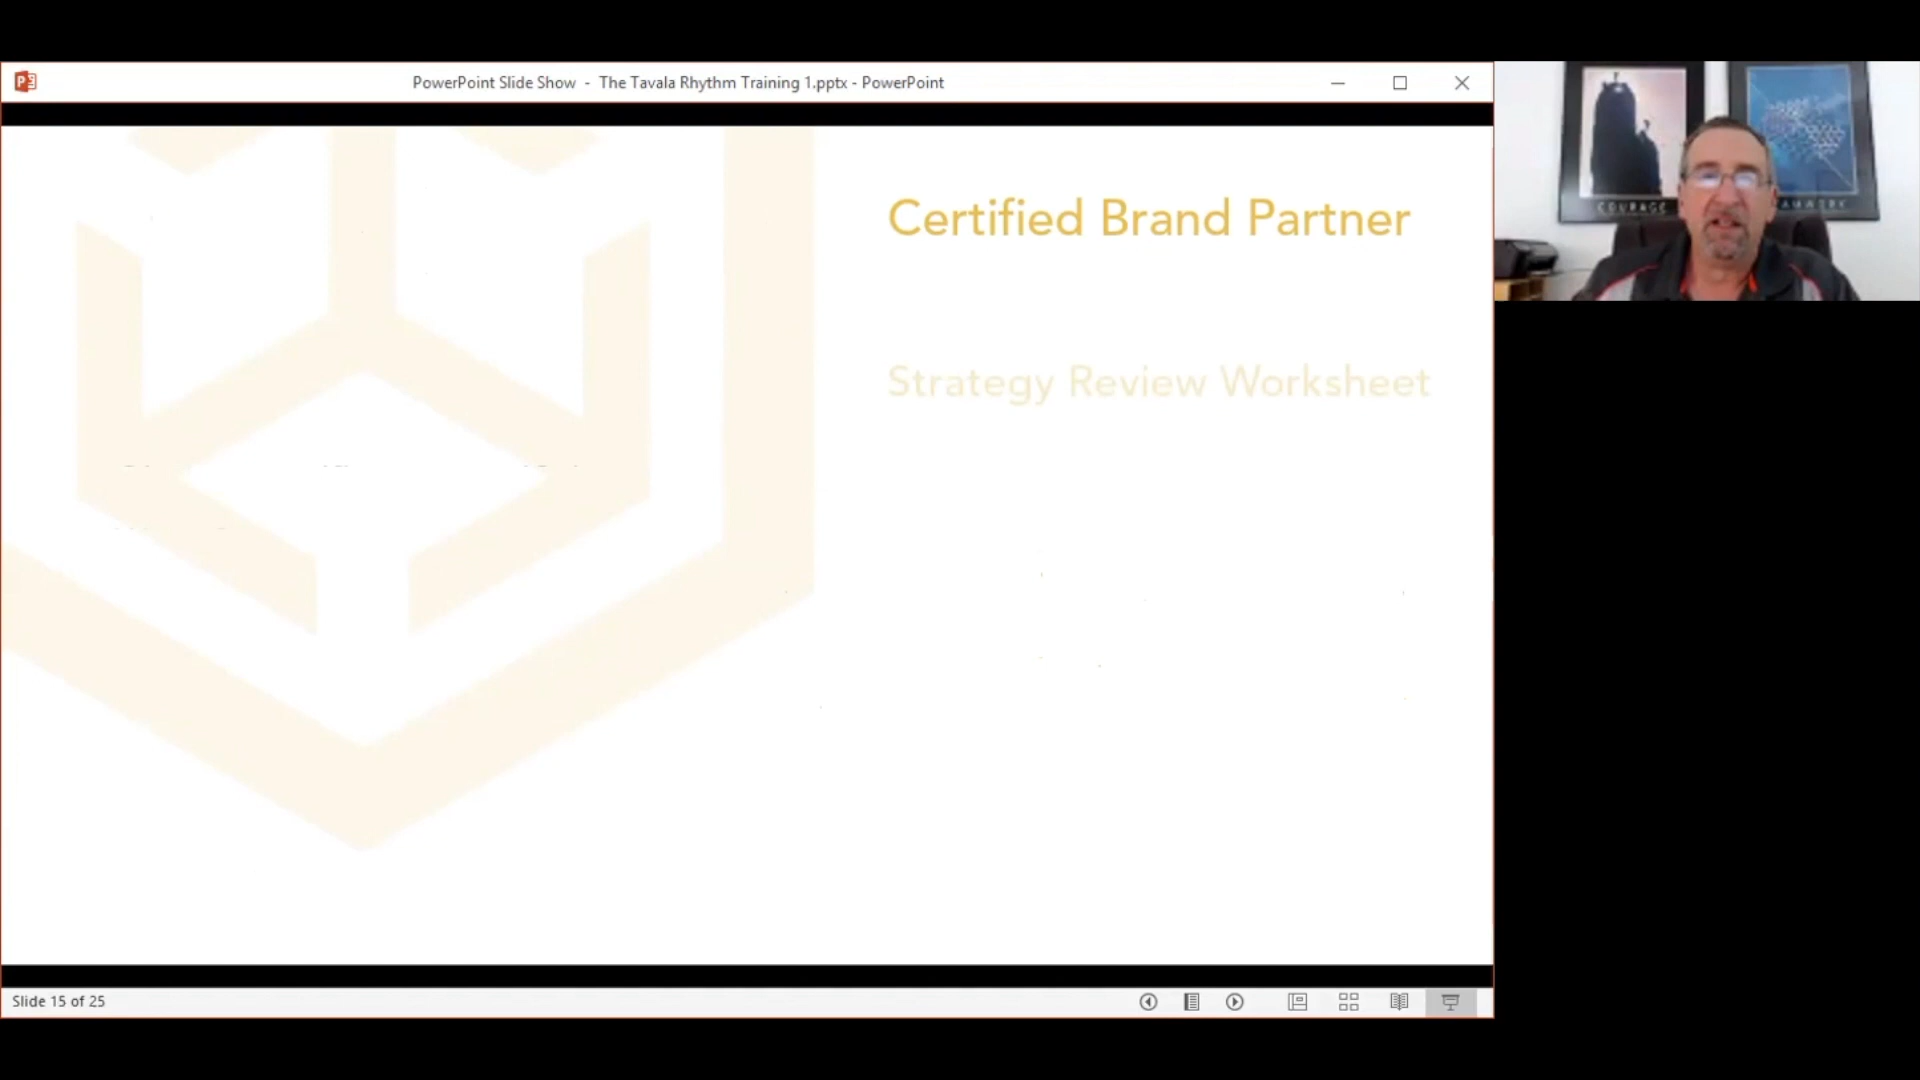 PowerPoint Slide Show - The Tavala Rhythm Training 1.pptx - PowerPoint
Certified Brand Partner
Strategy Review Worksheet
COURAGE
Slide 15 of 25